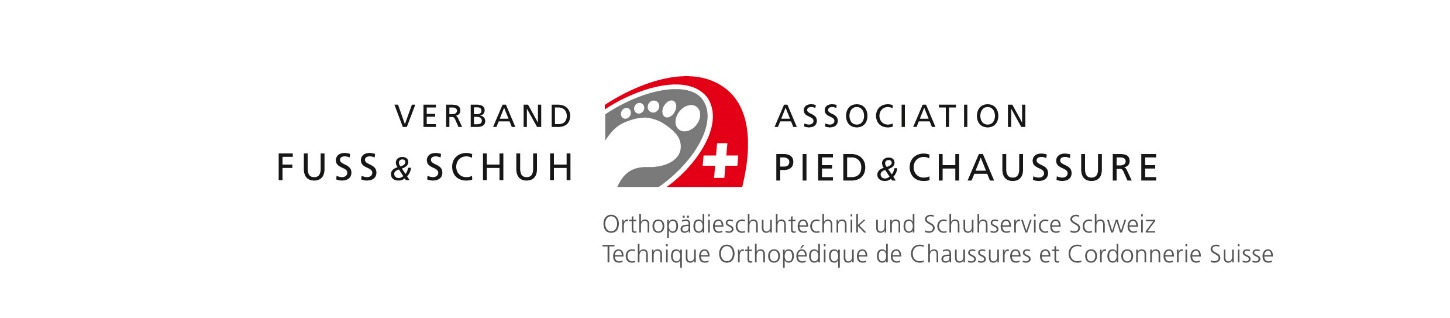 VERBAND
FUSS & SCHUH
ASSOCIATION
PIED & CHAUSSURE
Orthopädieschuhtechnik und Schuhservice Schweiz
Technique Orthopédique de Chaussures et Cordonnerie Suisse